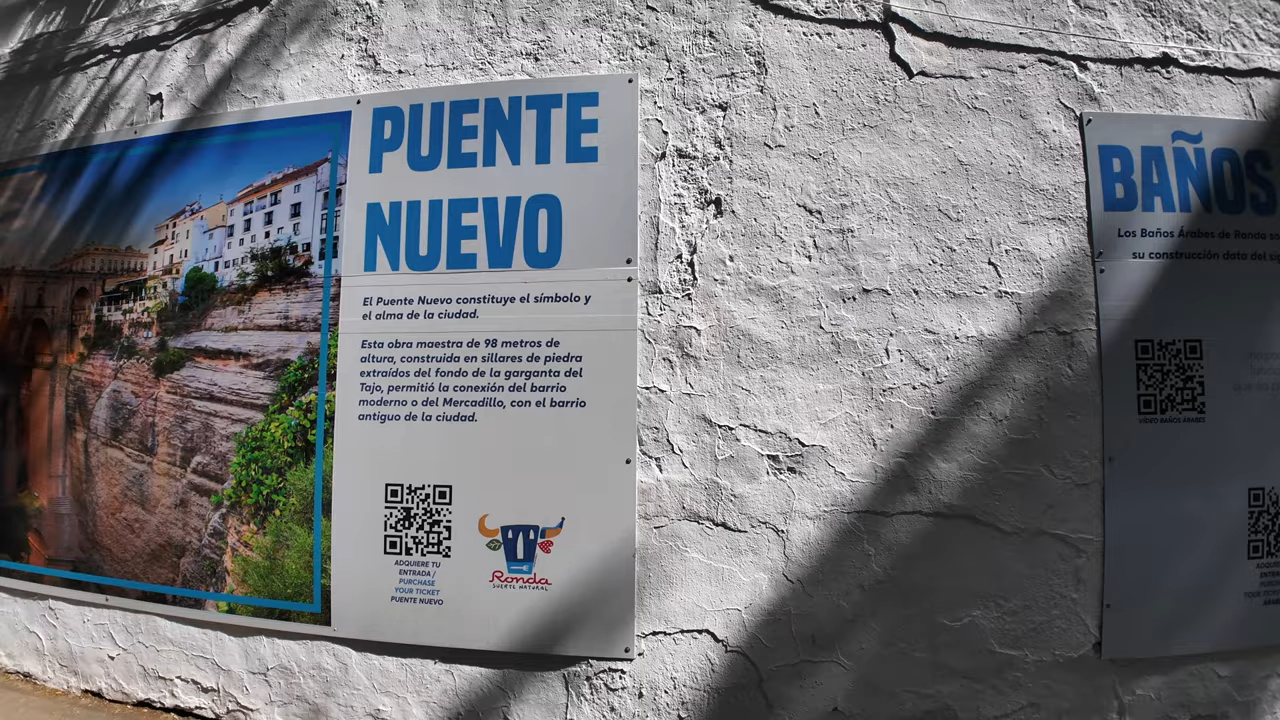 PUENTE
NUEVO
El Puente Nuevo constituye el símbolo y
el alma de la ciudad.
Esta obra maestra de 98 metros de
altura, construida en sillares de piedra
extraídos del fondo de la garganta del
Tajo, permitió la conexión del barrio
moderno o del Mercadillo, con el barrio
antiguo de la ciudad.
ADQUIERE TU
ENTRADA /
PURCHASE
YOUR TICKET
PUENTE NUEVO
Ronda
SUERTE NATURAL
BAÑOS
Los Baños Árabes de Ronda
su construcción data del
VÍDEO BAÑOS ÁRABES
YOUR